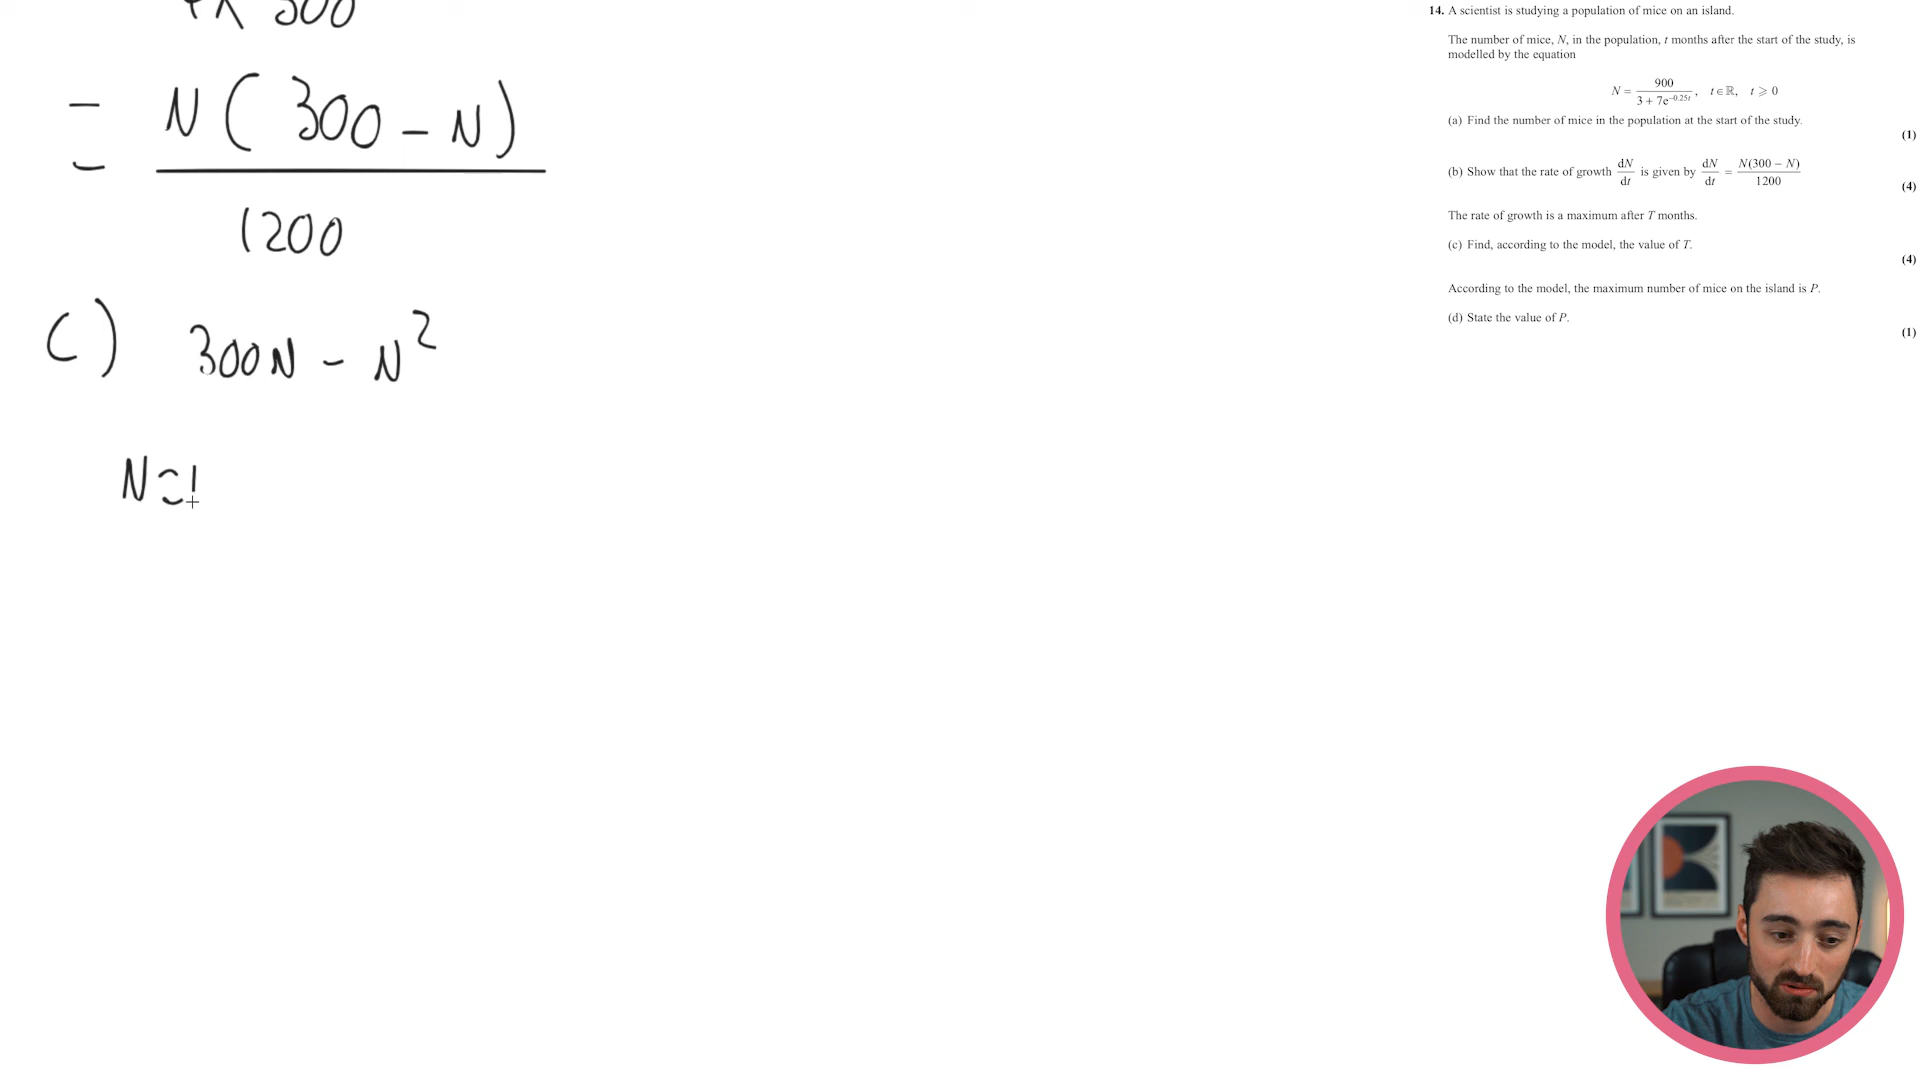 = N(300 - N)
1200
c) 300N - N²
N =
14. A scientist is studying a population of mice on an island.
The number of mice, N, in the population, t months after the start of the study, is
modelled by the equation
N = 900 / (3 + 7e^(-0.25t)), t ∈ ℝ, t ⩾ 0
(a) Find the number of mice in the population at the start of the study.
(1)
(b) Show that the rate of growth dN/dt is given by dN/dt = N(300 − N)/1200
(4)
The rate of growth is a maximum after T months.
(c) Find, according to the model, the value of T.
(4)
According to the model, the maximum number of mice on the island is P.
(d) State the value of P.
(1)